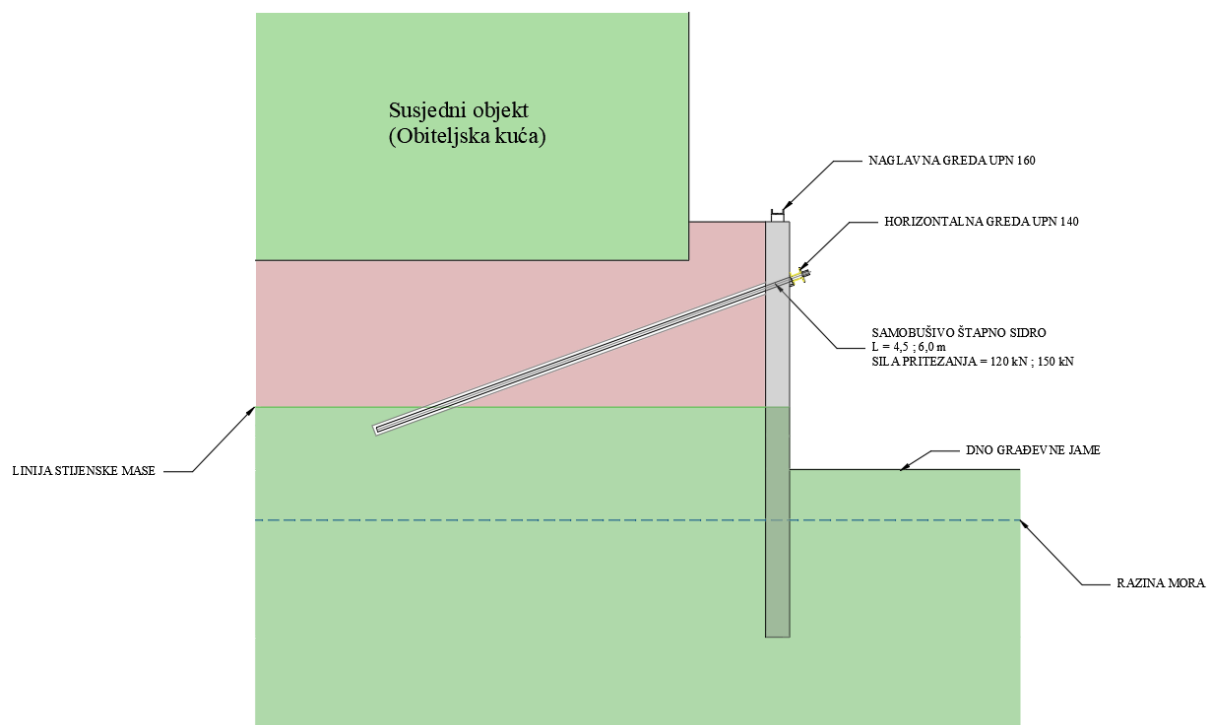 Susjedni objekt
(Obiteljska kuća)
NAGLAVNA GREDA UPN 160
HORIZONTALNA GREDA UPN 140
SAMOBUŠIVO ŠTAPNO SIDRO
L = 4,5 ; 6,0 m
SILA PRITEZANJA = 120 kN ; 150 kN
DNO GRAĐEVNE JAME
LINIJA STIJENSKE MASE
RAZINA MORA